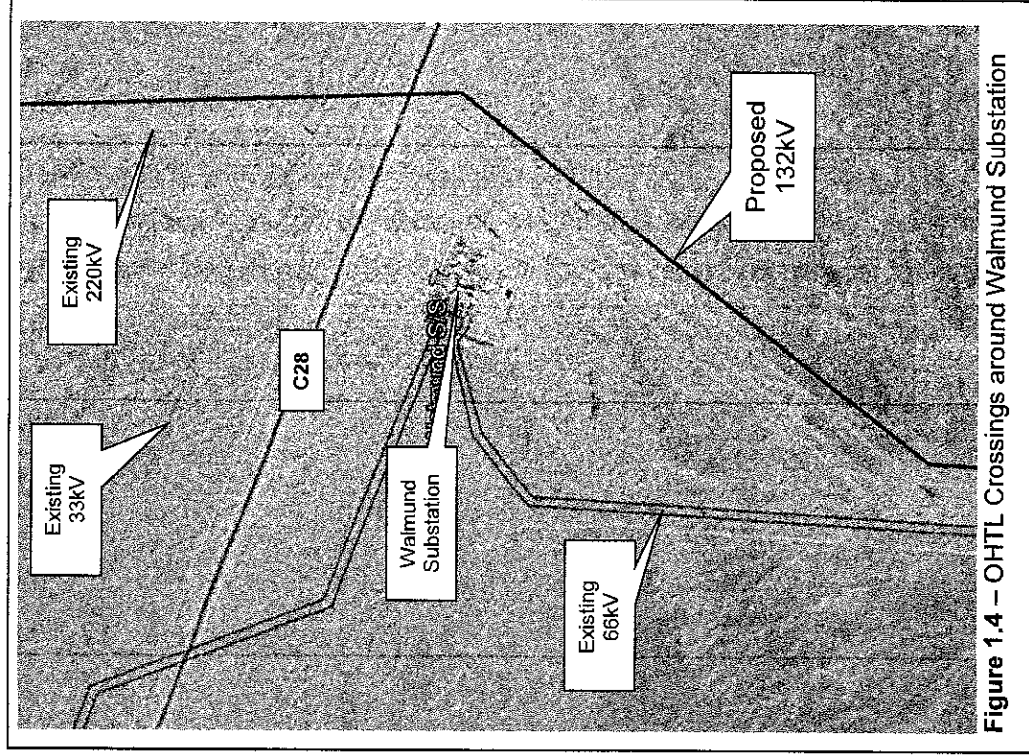 Existing
220kV
Existing
33kV
C28
Walmund
Substation
Proposed
132kV
Existing
66kV
Figure 1.4 – OHTL Crossings around Walmund Substation